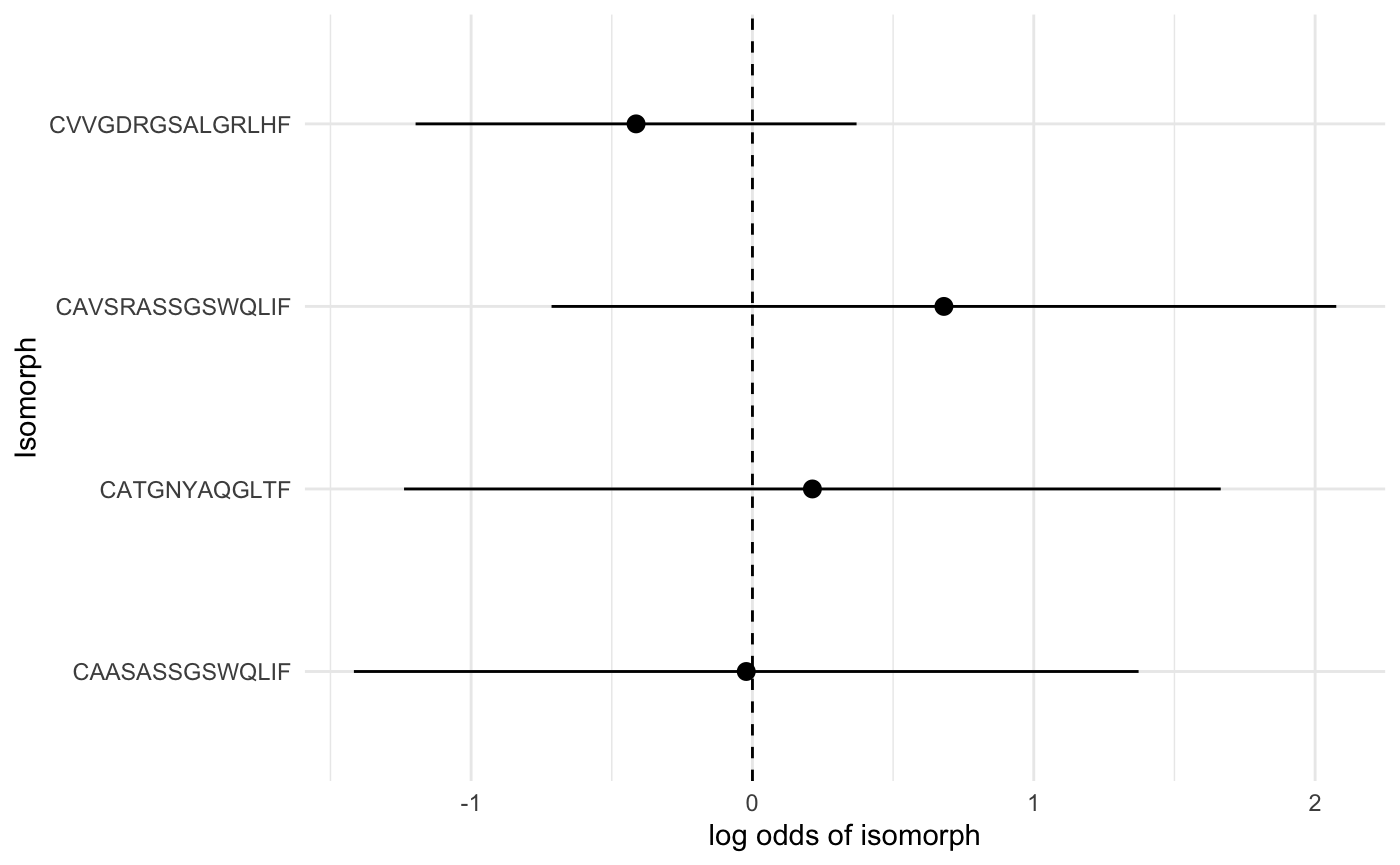 CVVGDRGSALGRLHF
CAVSRASSGSWQLIF
CATGNYAQGLTF
CAASASSGSWQLIF
Isomorph
-1 0 1 2
log odds of isomorph